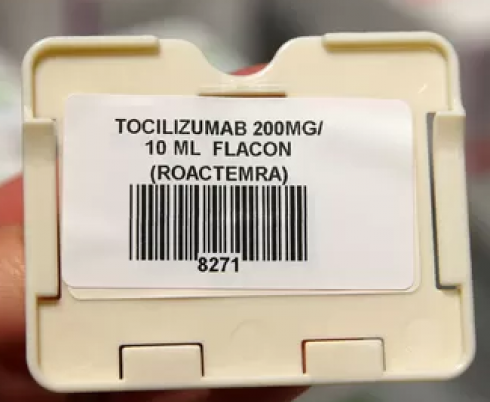 TOCILIZUMAB 200MG/
10 ML FLACON
(ROACTEMRA)
8271